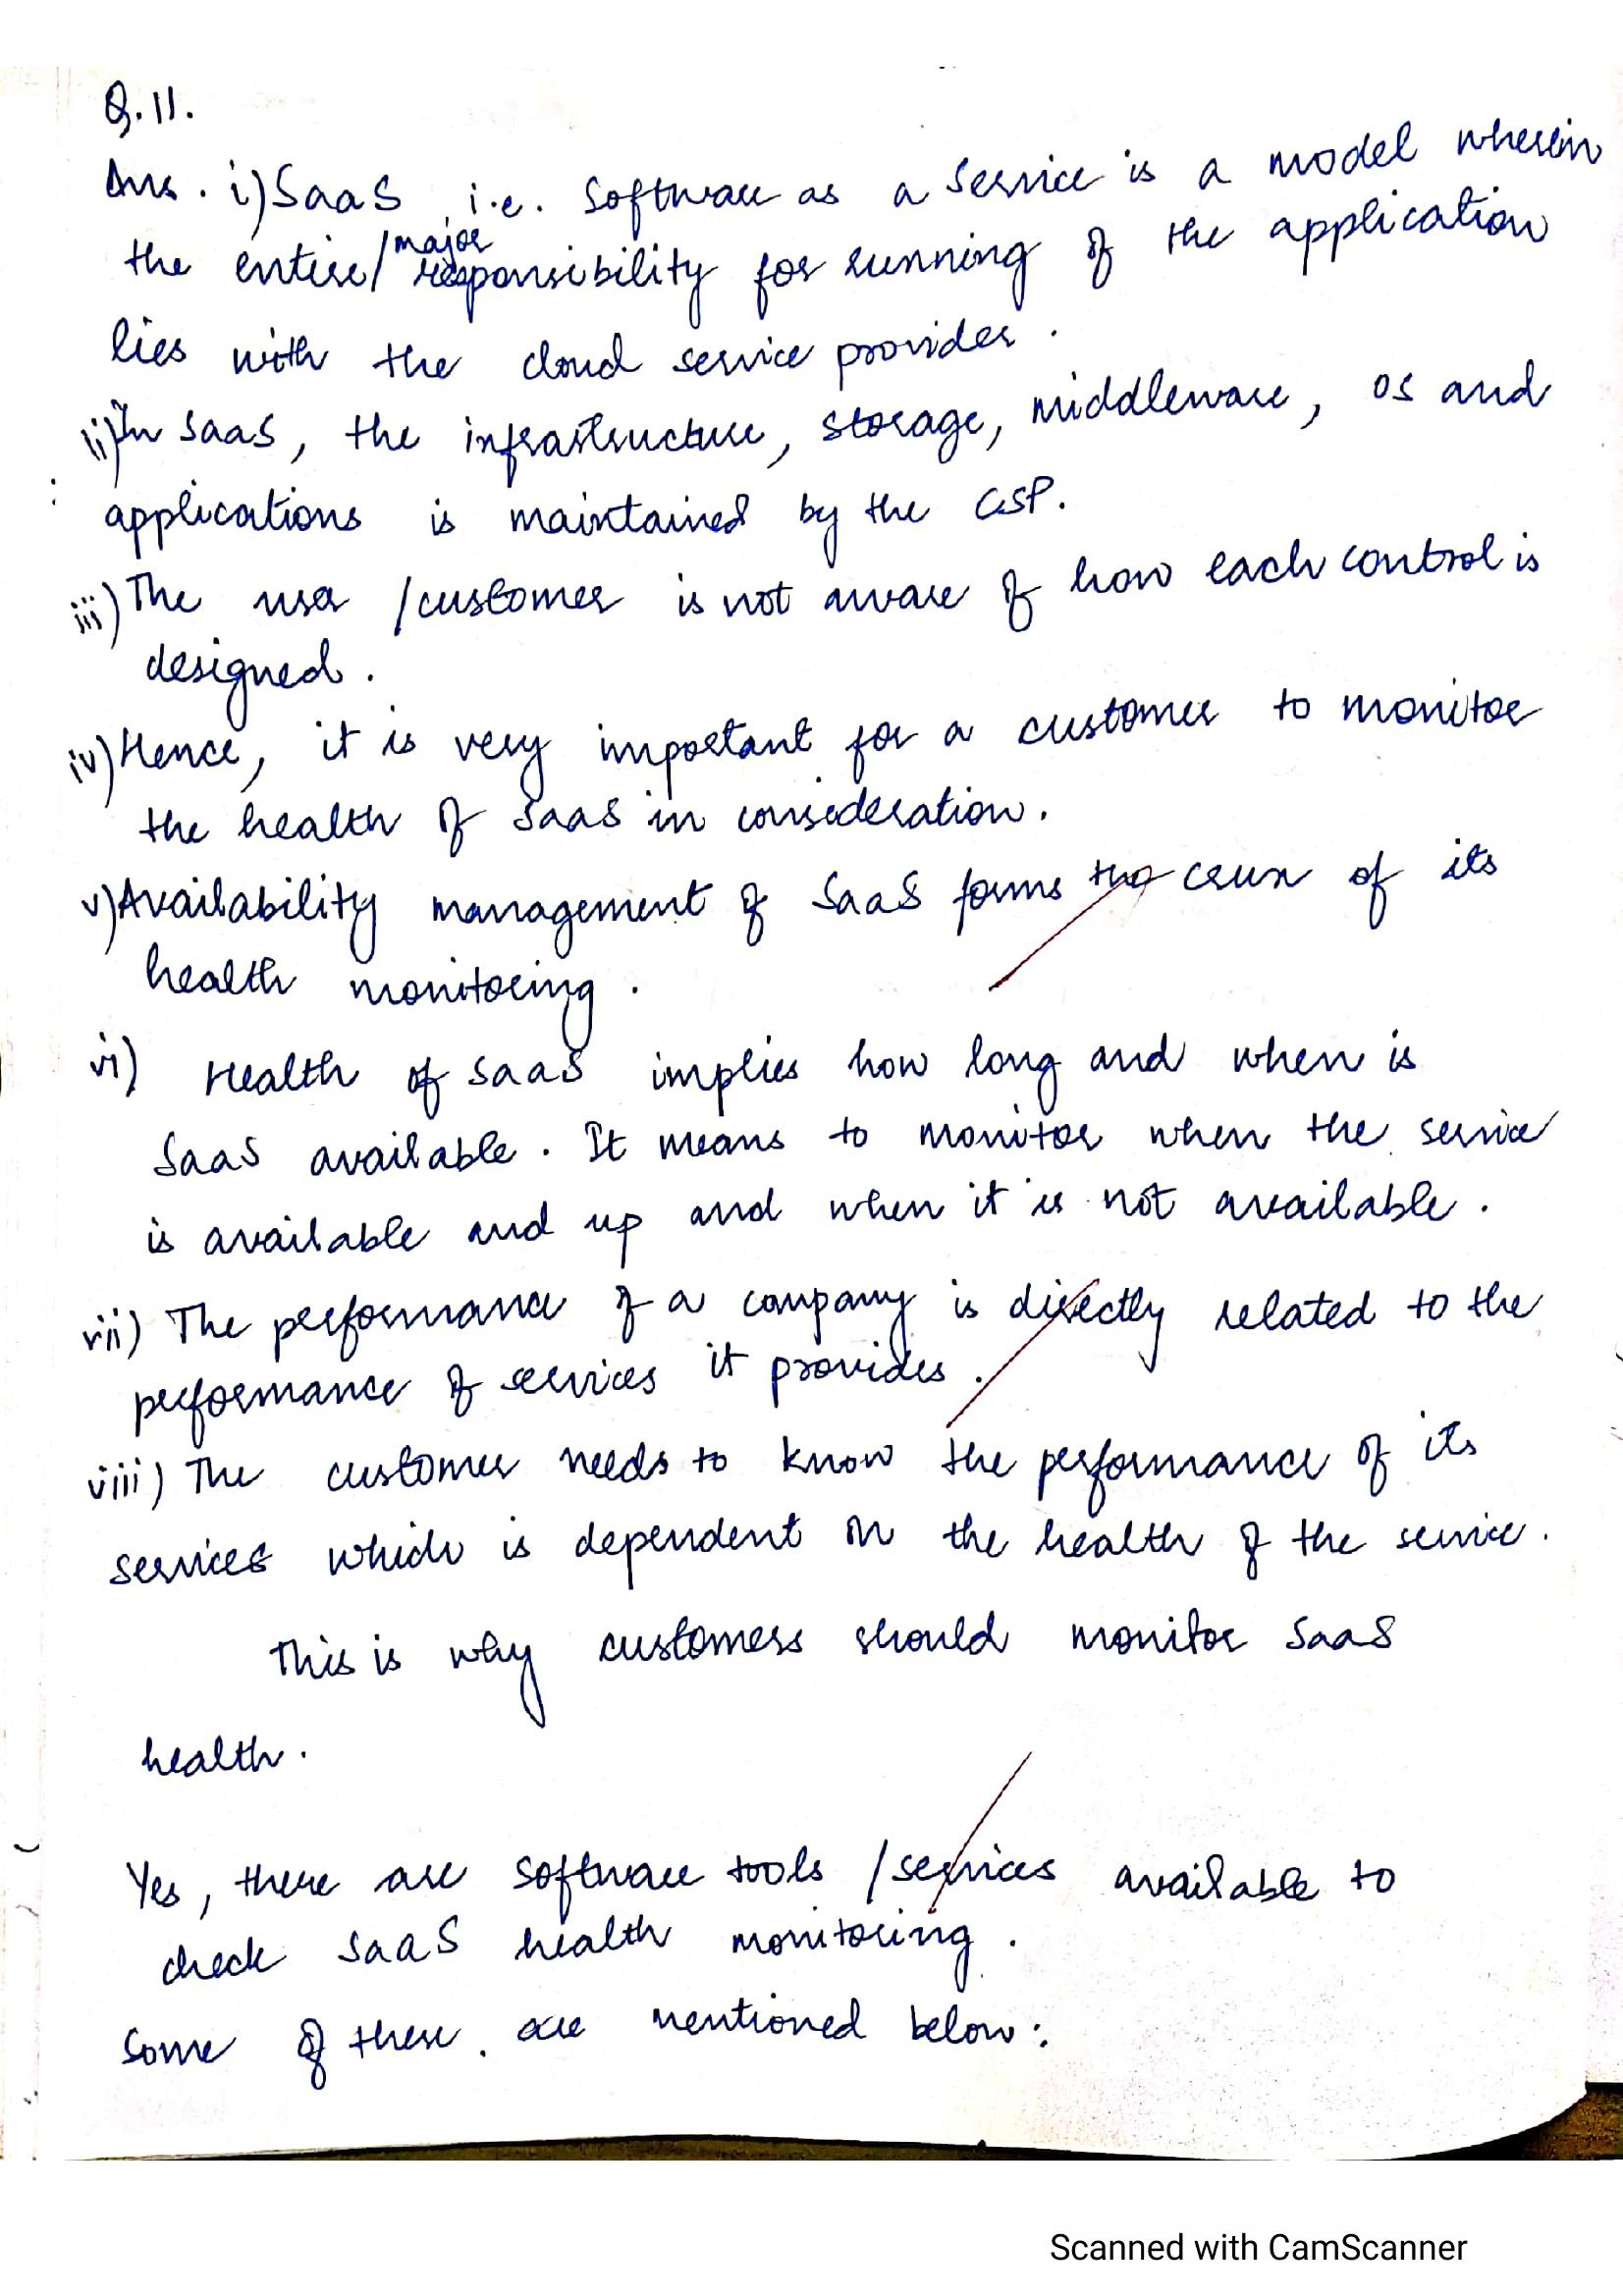 Q.11.
Ans. i) SaaS i.e. Software as a Service is a model wherein
the entire/ major responsibility for running of the application
lies with the cloud service provider.
ii) In SaaS, the infrastructure, storage, middleware, OS and
applications is maintained by the CSP.
iii) The user /customer is not aware of how each control is
designed.
iv) Hence, it is very important for a customer to monitor
the health of SaaS in consideration.
v) Availability management of SaaS forms the crux of its
health monitoring.
vi) Health of SaaS implies how long and when is
SaaS available. It means to monitor when the service
is available and up and when it is not available.
vii) The performance of a company is directly related to the
performance of services it provides.
viii) The customer needs to know the performance of its
services which is dependent on the health of the service.
This is why customers should monitor SaaS
health.
Yes, there are software tools /services available to
check SaaS health monitoring.
Some of these are mentioned below:
Scanned with CamScanner